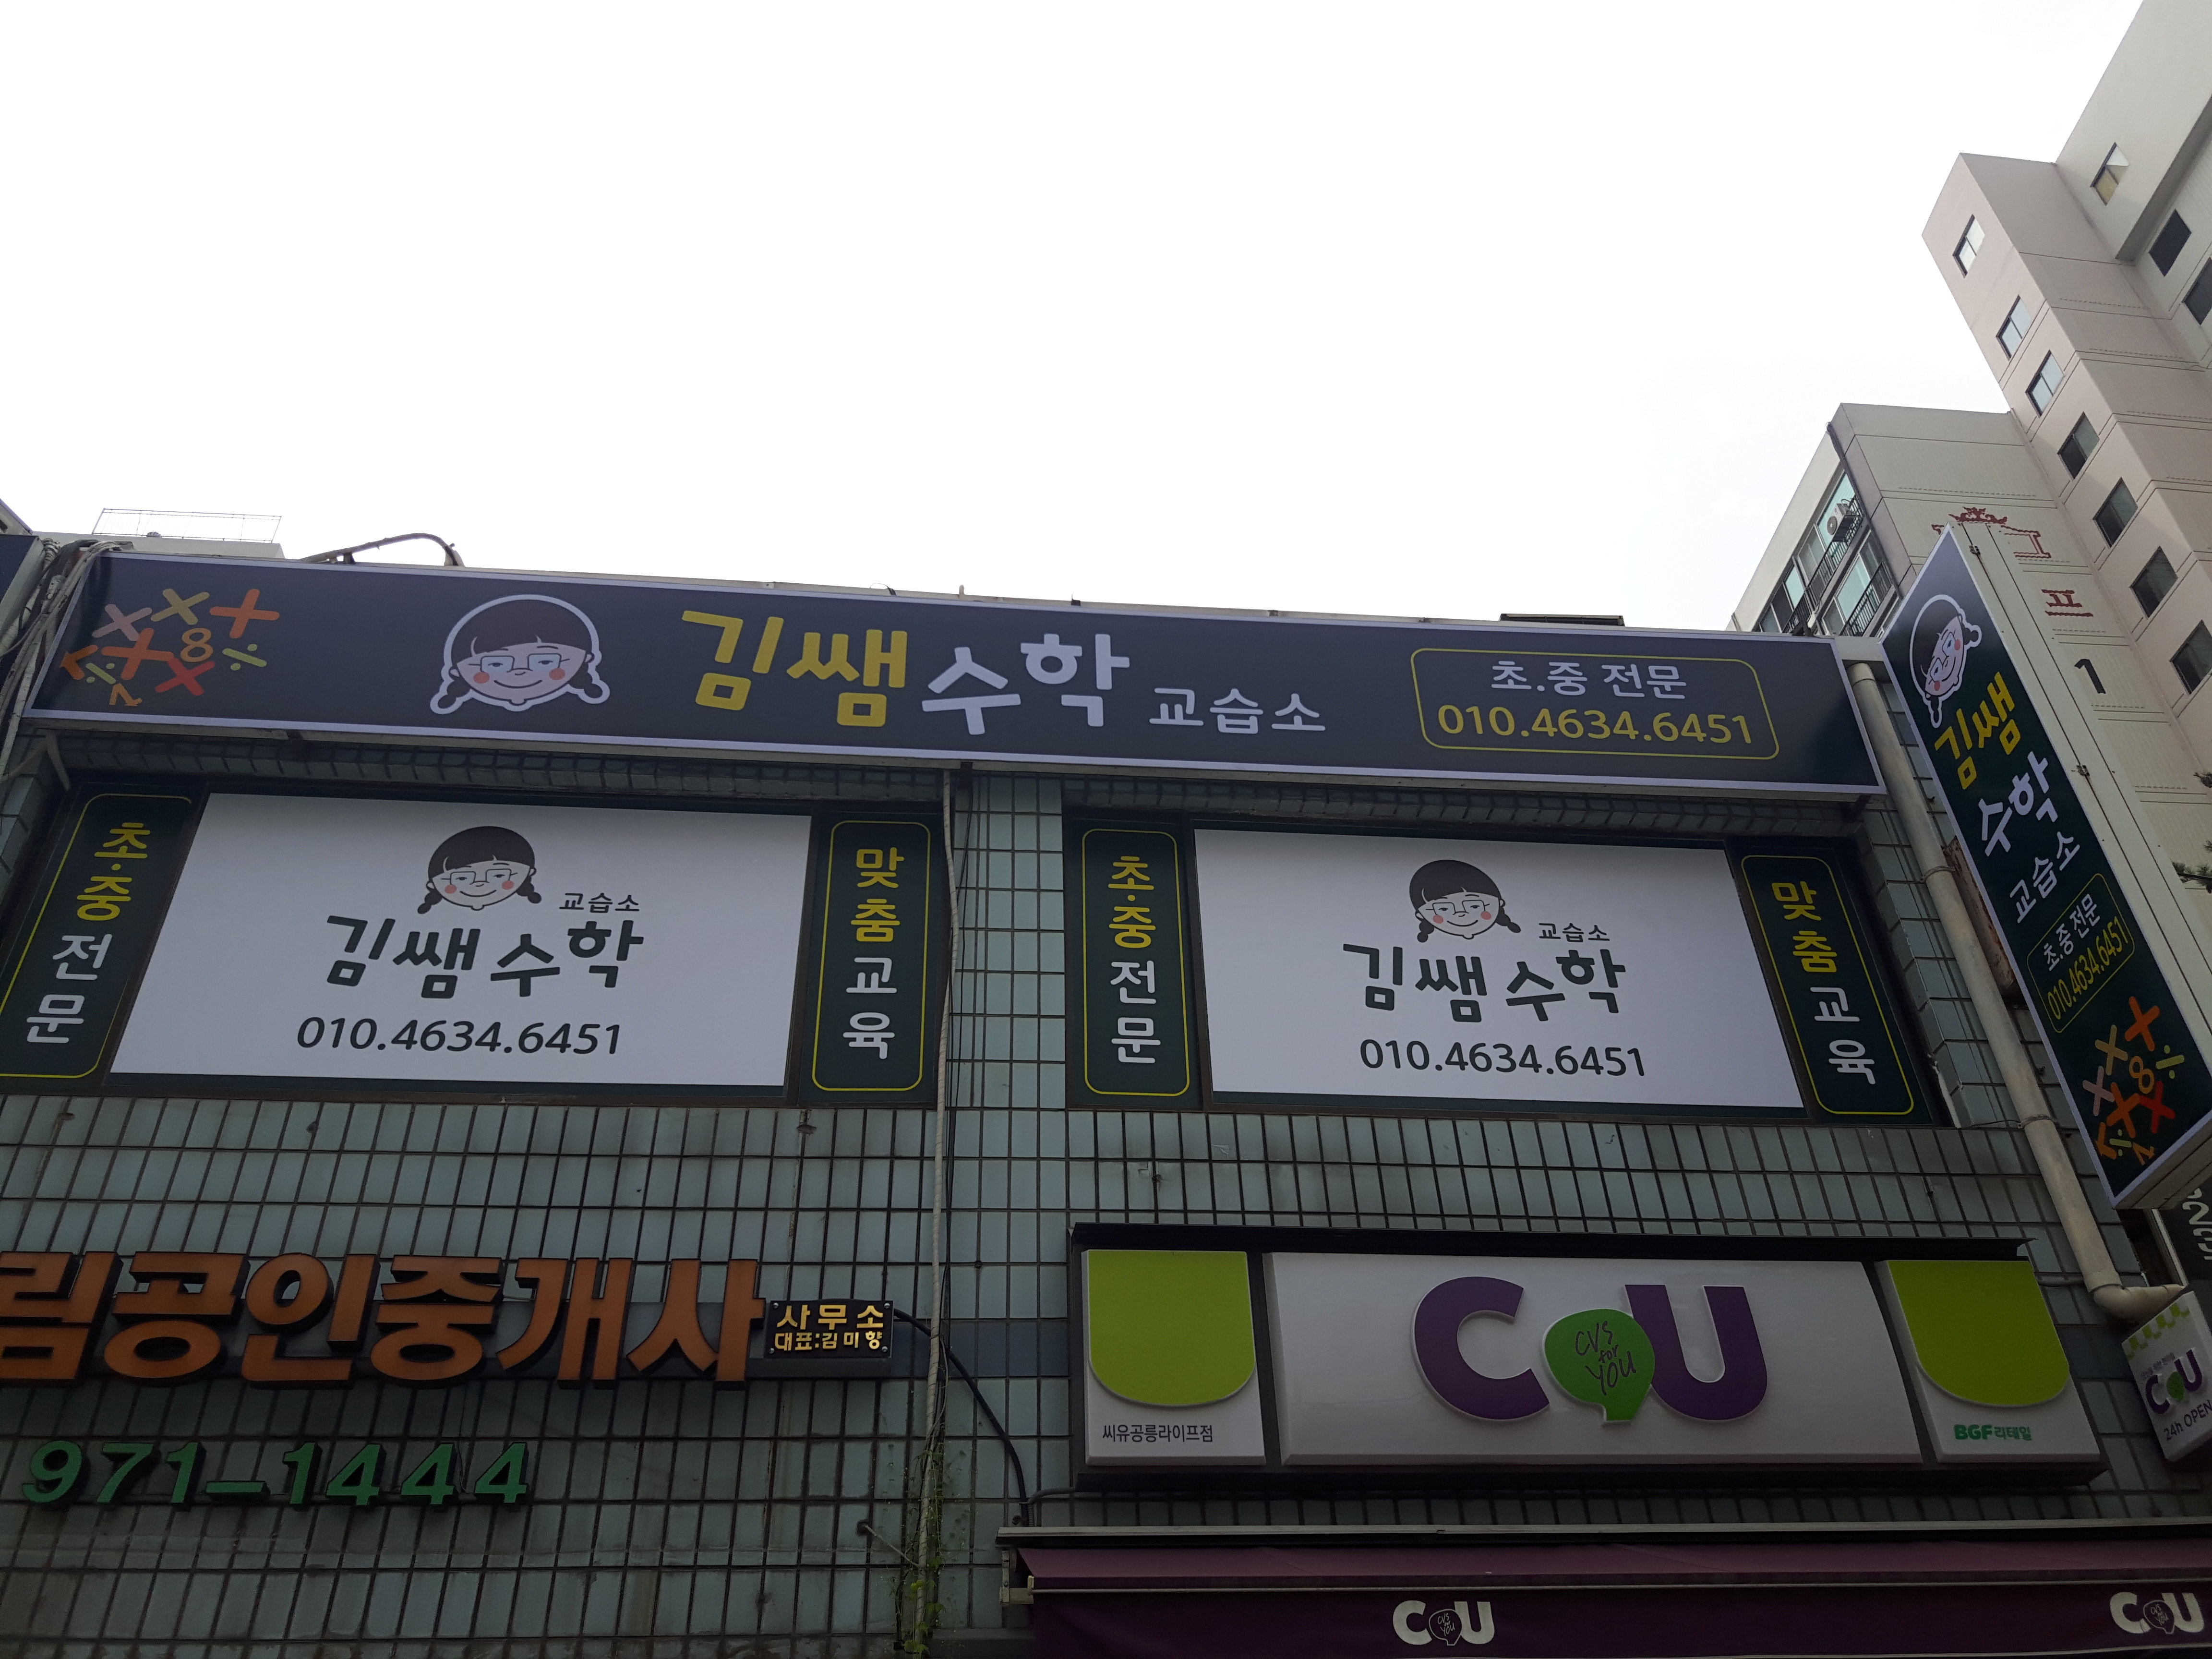 김쌤수학 교습소
초.중 전문
010.4634.6451
김쌤
수학
교습소
초.중 전문
010.4634.6451
초·중 전문
교습소
김쌤 수학
010.4634.6451
맞춤교육
초·중 전문
교습소
김쌤 수학
010.4634.6451
맞춤교육
1
림공인중개사
사무소
대표:김미향
971-1444
씨유공릉라이프점
CU
CVS
for
YOU
BGF리테일
CU
24h OPEN
CU
CVS
for
YOU
CU